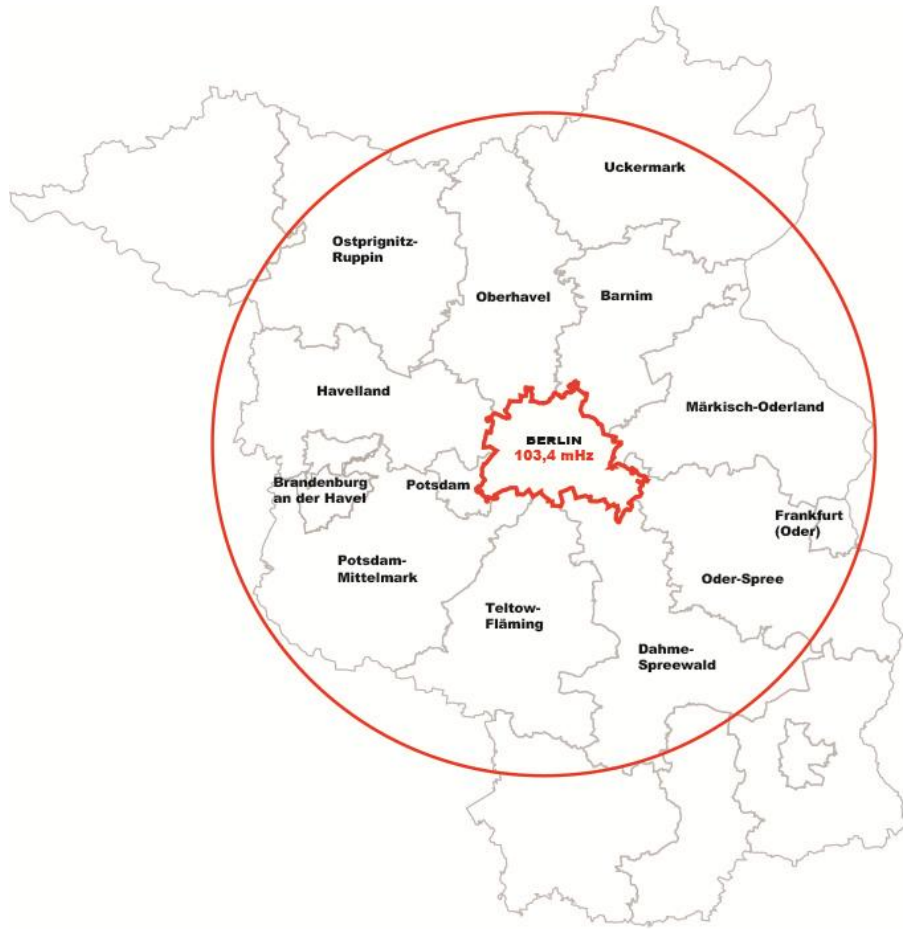 Uckermark
Ostprignitz-
Ruppin
Oberhavel
Barnim
Havelland
Märkisch-Oderland
BERLIN
103,4 mHz
Brandenburg
an der Havel
Potsdam
Frankfurt
(Oder)
Potsdam-
Mittelmark
Oder-Spree
Teltow-
Fläming
Dahme-
Spreewald